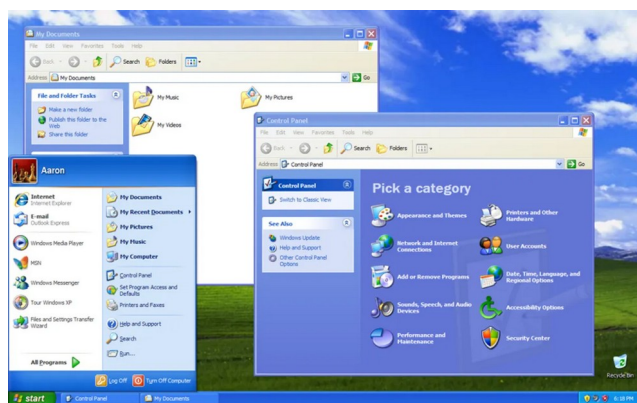 My Documents
File Edit View Favorites Tools Help
Back
Search
Folders
Address My Documents
Go
File and Folder Tasks
Make a new folder
Publish this folder to the
Web
Share this folder
My Music
My Pictures
My Videos
Control Panel
File Edit View Favorites Tools Help
Back
Search
Folders
Address Control Panel
Go
Control Panel
Switch to Classic View
See Also
Windows Update
Help and Support
Other Control Panel
Options
Pick a category
Appearance and Themes
Printers and Other
Hardware
Network and Internet
Connections
User Accounts
Add or Remove Programs
Date, Time, Language, and
Regional Options
Sounds, Speech, and Audio
Devices
Accessibility Options
Performance and
Maintenance
Security Center
Aaron
Internet
Internet Explorer
E-mail
Outlook Express
Windows Media Player
MSN
Windows Messenger
Tour Windows XP
Files and Settings Transfer
Wizard
All Programs
My Documents
My Recent Documents
My Pictures
My Music
My Computer
Control Panel
Set Program Access and
Defaults
Printers and Faxes
Help and Support
Search
Run...
Log Off
Turn Off Computer
Recycle Bin
start
Control Panel
My Documents
6:18 PM